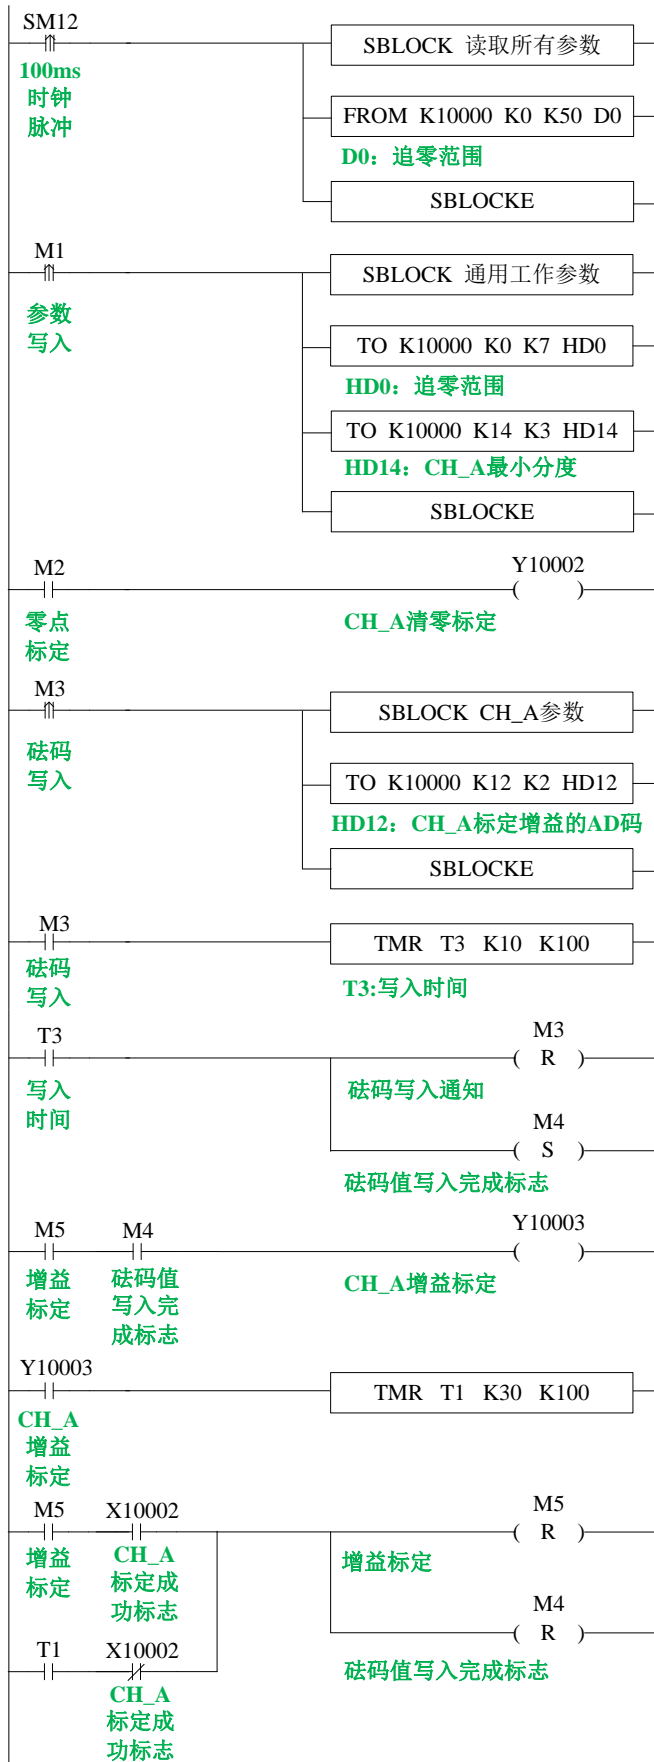 SM12
100ms
时钟
脉冲
SBLOCK 读取所有参数
FROM K10000 K0 K50 D0
D0：追零范围
SBLOCKE
M1
参数
写入
SBLOCK 通用工作参数
TO K10000 K0 K7 HD0
HD0：追零范围
TO K10000 K14 K3 HD14
HD14：CH_A最小分度
SBLOCKE
M2
零点
标定
Y10002
( )
CH_A清零标定
M3
砝码
写入
SBLOCK CH_A参数
TO K10000 K12 K2 HD12
HD12：CH_A标定增益的AD码
SBLOCKE
M3
砝码
写入
TMR T3 K10 K100
T3:写入时间
T3
写入
时间
M3
( R )
砝码写入通知
M4
( S )
砝码值写入完成标志
M5
增益
标定
M4
砝码值
写入完
成标志
Y10003
( )
CH_A增益标定
Y10003
CH_A
增益
标定
TMR T1 K30 K100
M5
增益
标定
X10002
CH_A
标定成
功标志
M5
( R )
增益标定
M4
( R )
砝码值写入完成标志
T1
X10002
CH_A
标定成
功标志